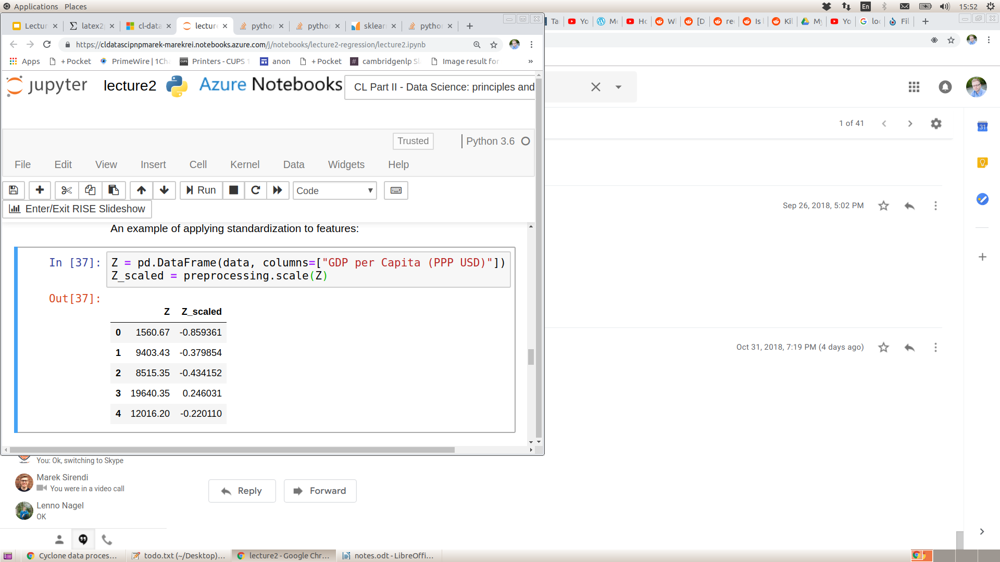 Applications Places
En
15:52
Lectur
latex2
cl-data
lectur
pytho
pytho
sklear
pytho
Ta
Yo
Me
Ho
W
[D
re
Is
Kil
My
Yo
loc
Fil
https://cldatascipnpmarek-marekrei.notebooks.azure.com/j/notebooks/lecture2-regression/lecture2.ipynb
Apps
+Pocket
PrimeWire | 1Ch
Printers - CUPS 1
anon
+Pocket
cambridgenlp Sl
Image result for
»
jupyter
lecture2
Azure Notebooks
CL Part II - Data Science: principles and
1 of 41
31
Trusted
Python 3.6
File Edit View Insert Cell Kernel Data Widgets Help
Run
Code
Enter/Exit RISE Slideshow
Sep 26, 2018, 5:02 PM
An example of applying standardization to features:
In [37]: Z = pd.DataFrame(data, columns=["GDP per Capita (PPP USD)"])
Z_scaled = preprocessing.scale(Z)
Out[37]:
Z Z_scaled
0 1560.67 -0.859361
1 9403.43 -0.379854
2 8515.35 -0.434152
3 19640.35 0.246031
4 12016.20 -0.220110
Oct 31, 2018, 7:19 PM (4 days ago)
You: Ok, switching to Skype
Marek Sirendi
You were in a video call
Lenno Nagel
OK
Reply
Forward
Cyclone data proces...
todo.txt (~/Desktop)...
lecture2 - Google Chr...
notes.odt - LibreOffi...